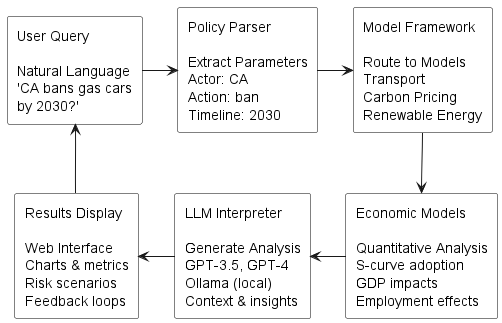 User Query
Natural Language
'CA bans gas cars
by 2030?'
Policy Parser
Extract Parameters
Actor: CA
Action: ban
Timeline: 2030
Model Framework
Route to Models
Transport
Carbon Pricing
Renewable Energy
Results Display
Web Interface
Charts & metrics
Risk scenarios
Feedback loops
LLM Interpreter
Generate Analysis
GPT-3.5, GPT-4
Ollama (local)
Context & insights
Economic Models
Quantitative Analysis
S-curve adoption
GDP impacts
Employment effects